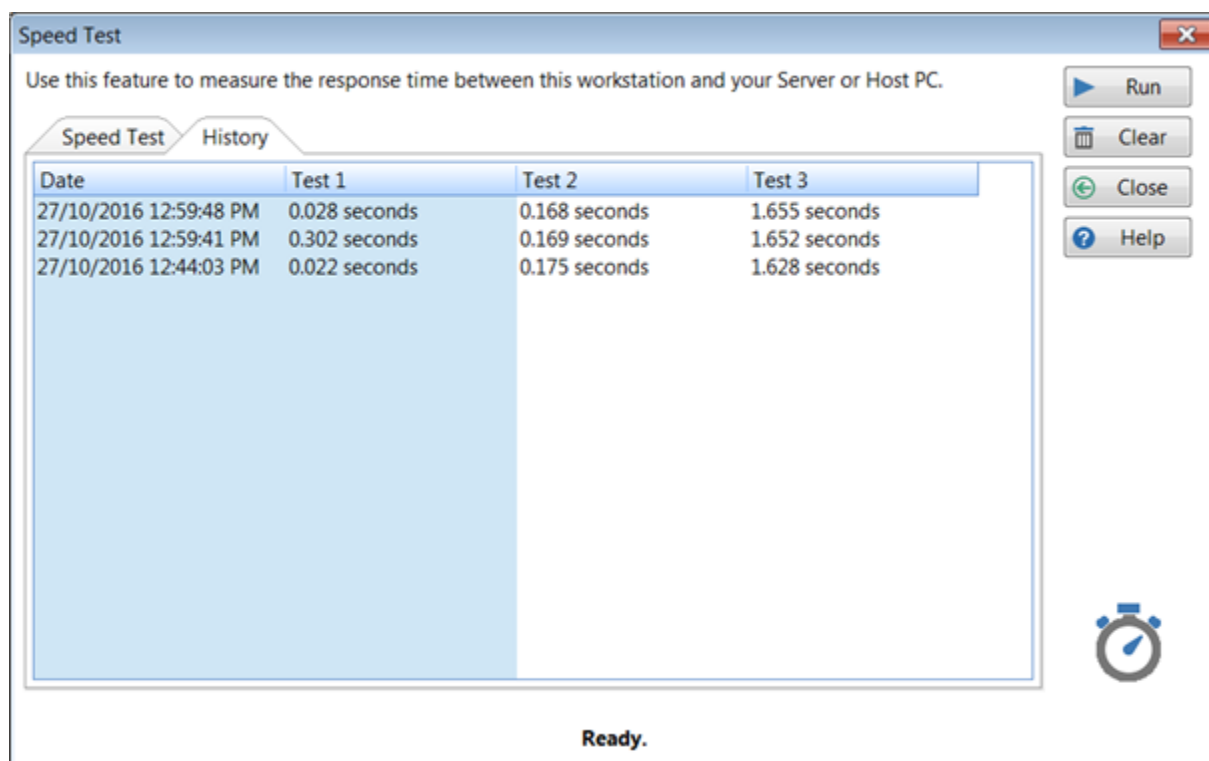 Speed Test
Use this feature to measure the response time between this workstation and your Server or Host PC.
Run
Speed Test History
Clear
Date Test 1 Test 2 Test 3
Close
27/10/2016 12:59:48 PM 0.028 seconds 0.168 seconds 1.655 seconds
27/10/2016 12:59:41 PM 0.302 seconds 0.169 seconds 1.652 seconds
Help
27/10/2016 12:44:03 PM 0.022 seconds 0.175 seconds 1.628 seconds
Ready.